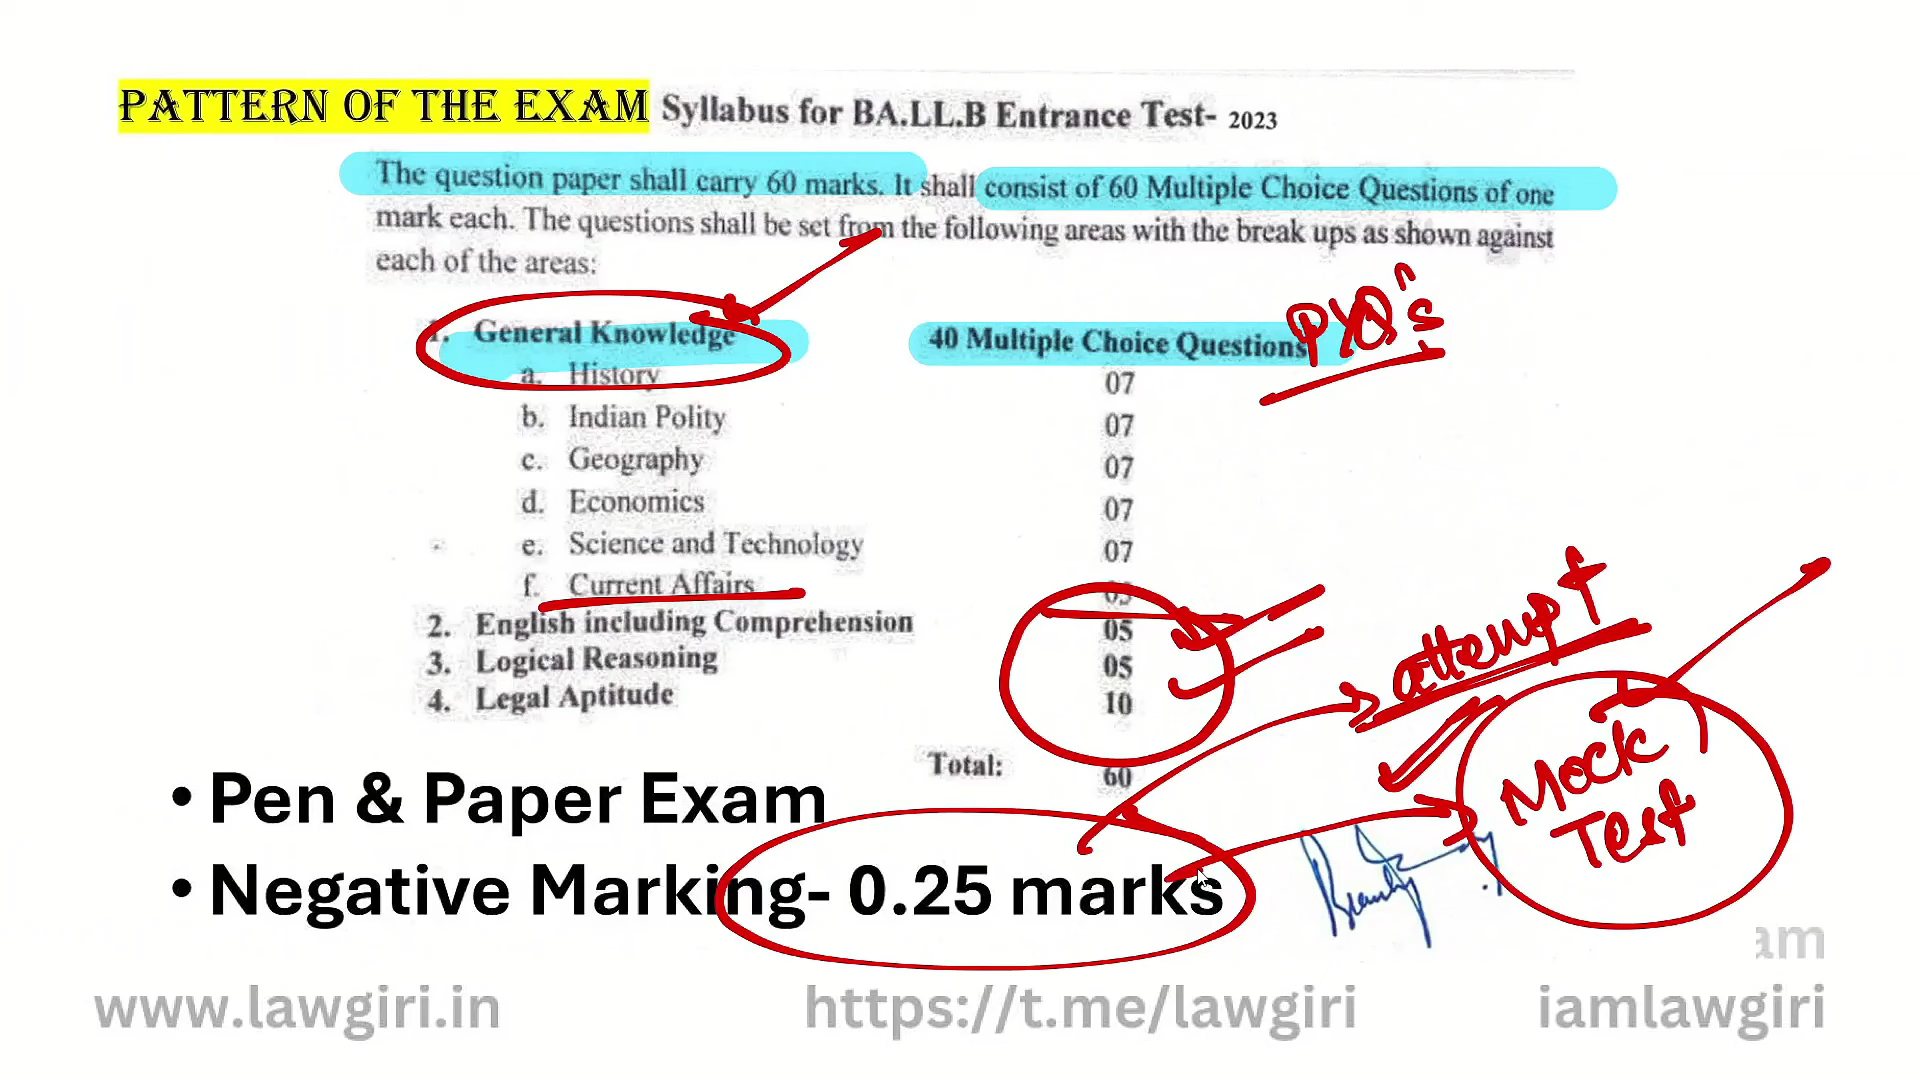 PATTERN OF THE EXAM Syllabus for BA.LL.B Entrance Test- 2023
The question paper shall carry 60 marks. It shall consist of 60 Multiple Choice Questions of one
mark each. The questions shall be set from the following areas with the break ups as shown against
each of the areas:
PYQ's
1. General Knowledge 40 Multiple Choice Questions
a. History 07
b. Indian Polity 07
c. Geography 07
d. Economics 07
e. Science and Technology 07
f. Current Affairs
2. English including Comprehension 05
3. Logical Reasoning 05
4. Legal Aptitude 10
attempt
Total: 60
Mock
Test
• Pen & Paper Exam
• Negative Marking- 0.25 marks
am
www.lawgiri.in https://t.me/lawgiri iamlawgiri